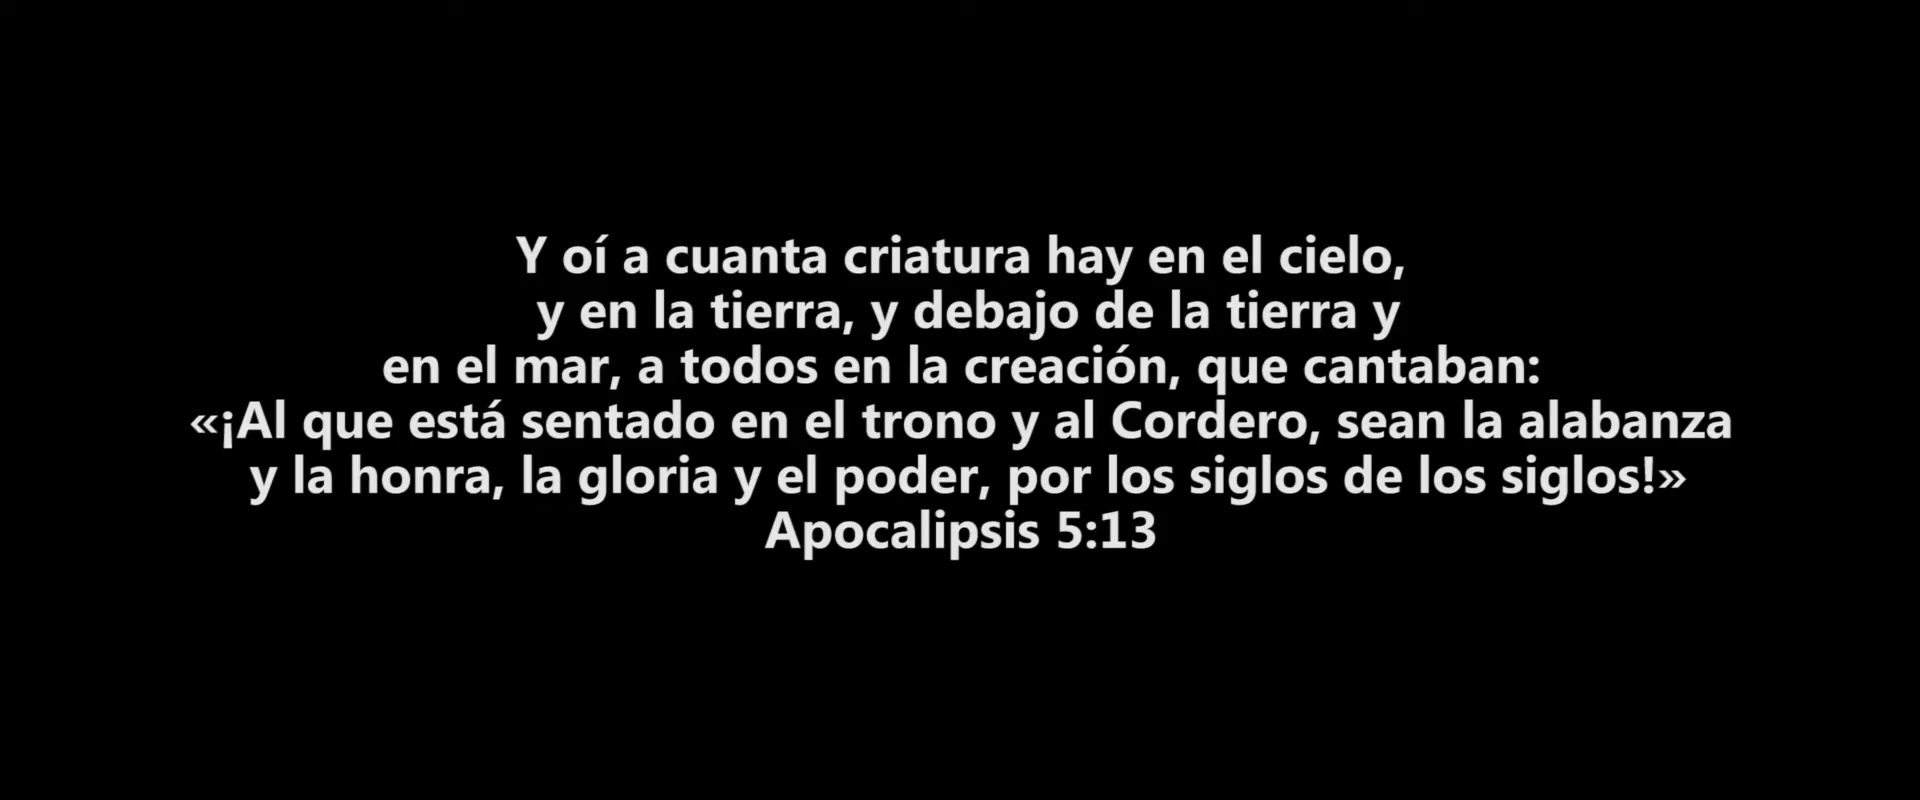 Y oí a cuanta criatura hay en el cielo,
y en la tierra, y debajo de la tierra y
en el mar, a todos en la creación, que cantaban:
«¡Al que está sentado en el trono y al Cordero, sean la alabanza
y la honra, la gloria y el poder, por los siglos de los siglos!»
Apocalipsis 5:13